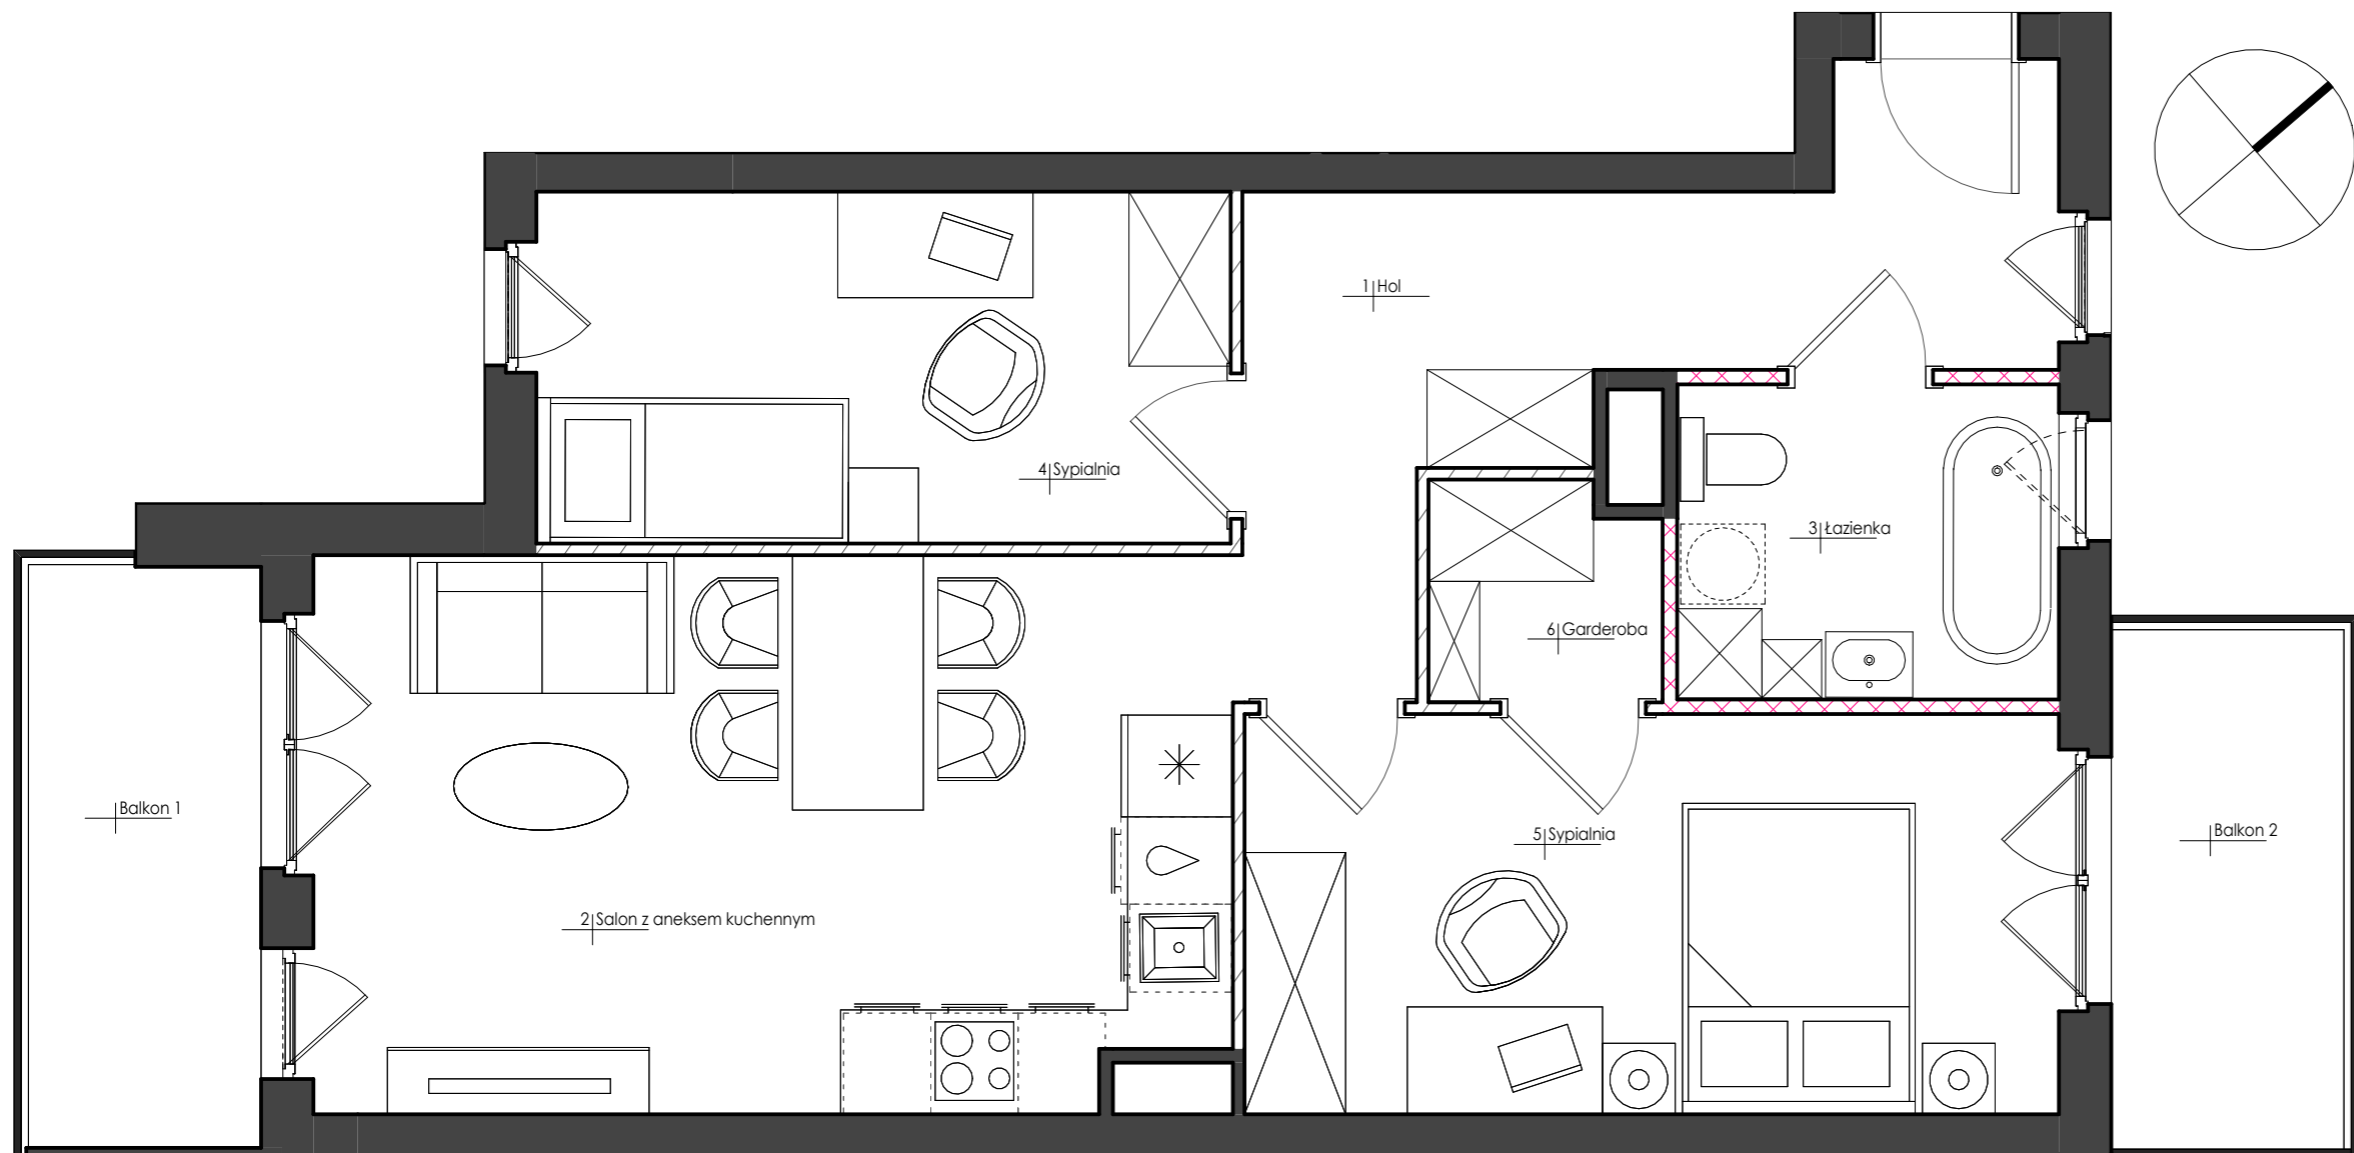 1 Hol
4 Sypialnia
3 Łazienka
6 Garderoba
Balkon 1
5 Sypialnia
Balkon 2
2 Salon z aneksem kuchennym